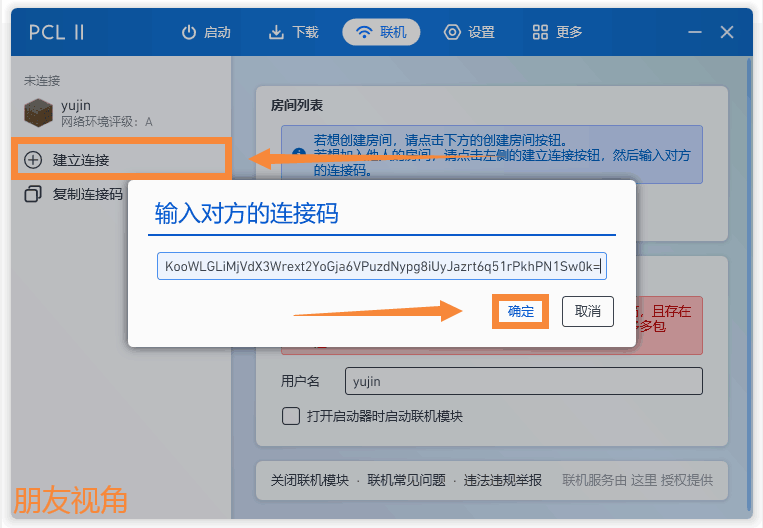 PCL II
启动
下载
联机
设置
更多
未连接
yujin
网络环境评级：A
建立连接
复制连接码
房间列表
若想创建房间，请点击下方的创建房间按钮。
若想加入他人的房间，请点击左侧的建立连接按钮，然后输入对方
的连接码。
输入对方的连接码
KooWLGLiMjVdX3Wrext2YoGja6VPuzdNypg8iUyJazrt6q51rPkhPN1Sw0k=
确定
取消
，且存在
多包
用户名
yujin
打开启动器时启动联机模块
关闭联机模块 · 联机常见问题 · 违法违规举报
联机服务由 这里 授权提供
朋友视角